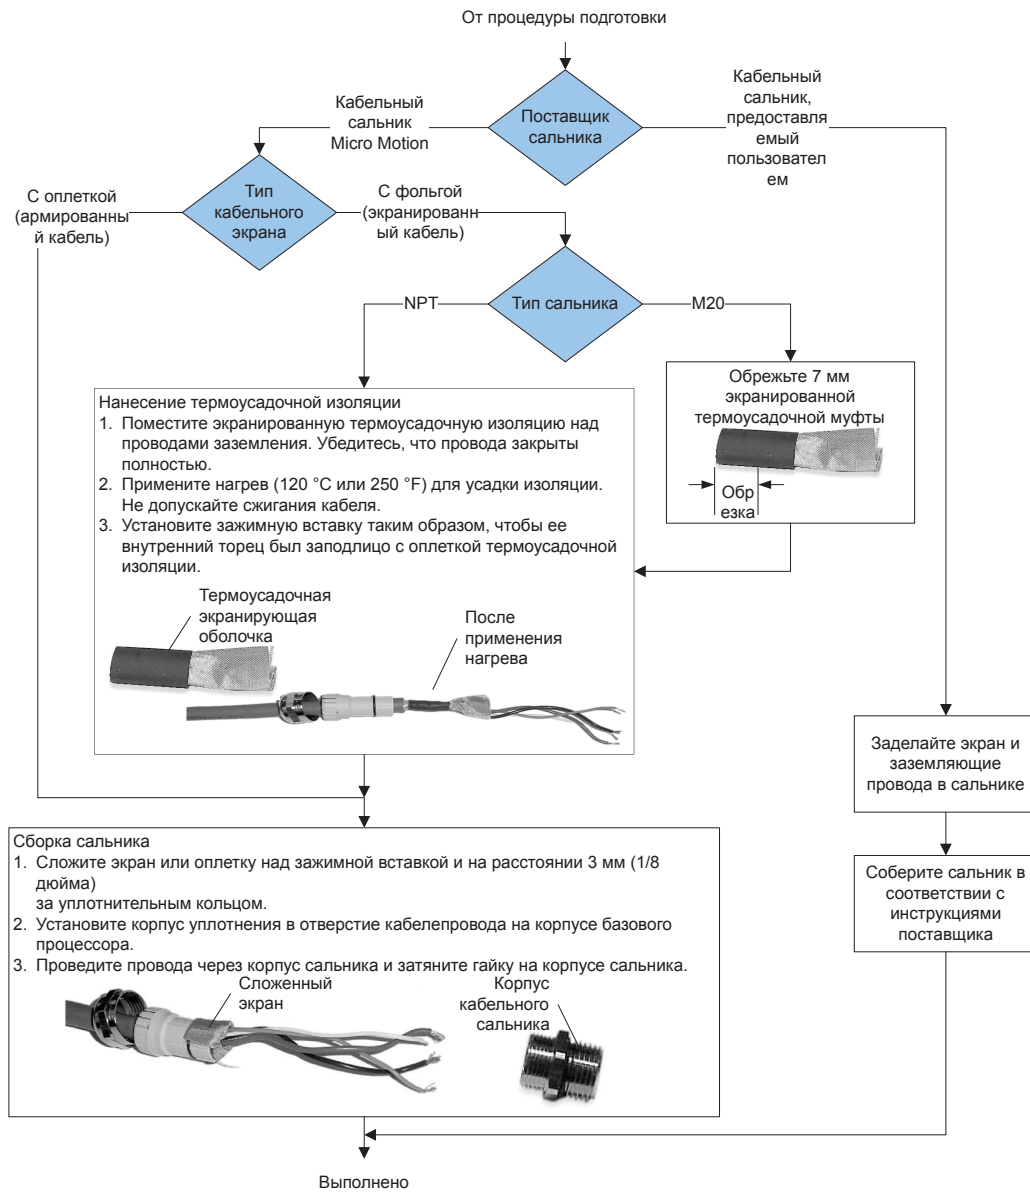 От процедуры подготовки
Поставщик
сальника
Кабельный
сальник
Micro Motion
Кабельный
сальник,
предоставля
емый
пользовател
ем
Тип
кабельного
экрана
С оплеткой
(армированны
й кабель)
С фольгой
(экранированн
ый кабель)
Тип сальника
NPT
M20
Обрежьте 7 мм
экранированной
термоусадочной муфты
Обр
езка
Нанесение термоусадочной изоляции
1. Поместите экранированную термоусадочную изоляцию над
проводами заземления. Убедитесь, что провода закрыты
полностью.
2. Примените нагрев (120 °C или 250 °F) для усадки изоляции.
Не допускайте сжигания кабеля.
3. Установите зажимную вставку таким образом, чтобы ее
внутренний торец был заподлицо с оплеткой термоусадочной
изоляции.
Термоусадочная
экранирующая
оболочка
После
применения
нагрева
Заделайте экран и
заземляющие
провода в сальнике
Соберите сальник в
соответствии с
инструкциями
поставщика
Сборка сальника
1. Сложите экран или оплетку над зажимной вставкой и на расстоянии 3 мм (1/8
дюйма)
за уплотнительным кольцом.
2. Установите корпус уплотнения в отверстие кабелепровода на корпусе базового
процессора.
3. Проведите провода через корпус сальника и затяните гайку на корпусе сальника.
Сложенный
экран
Корпус
кабельного
сальника
Выполнено